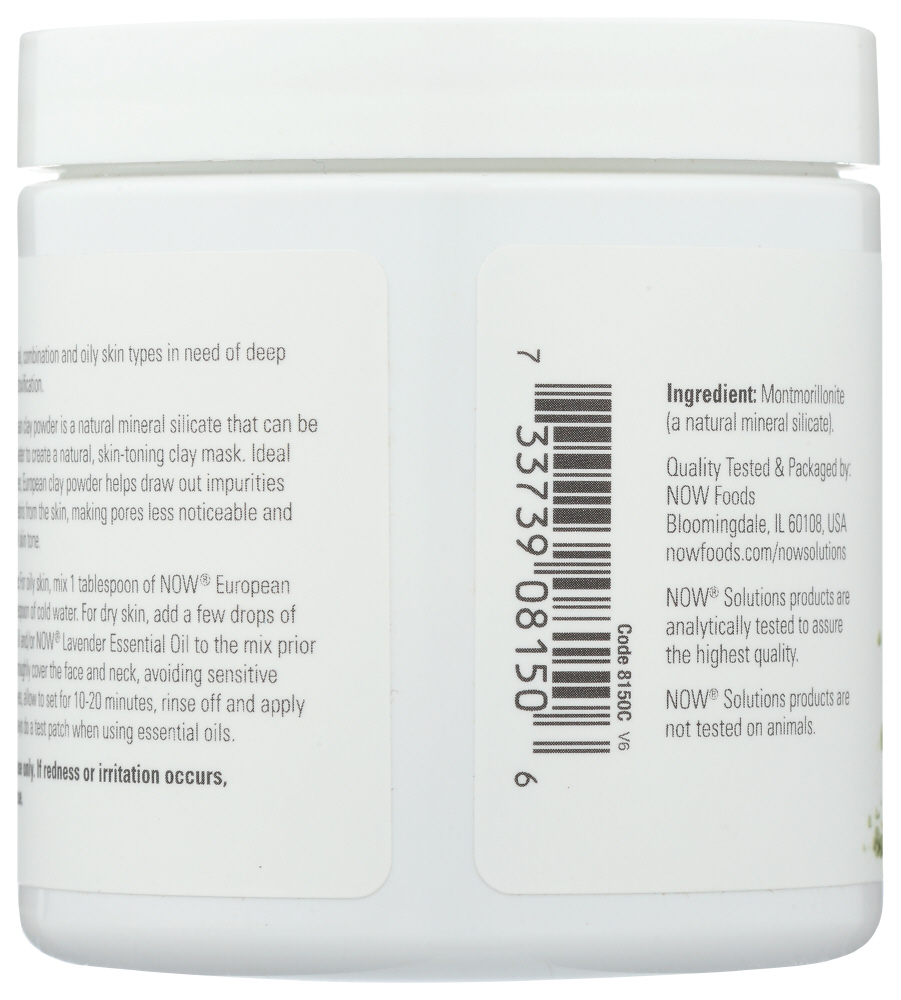 combination and oily skin types in need of deep
clay powder is a natural mineral silicate that can be
to create a natural, skin-toning clay mask. Ideal
European clay powder helps draw out impurities
from the skin, making pores less noticeable and
skin tone.
for oily skin, mix 1 tablespoon of NOW® European
of cold water. For dry skin, add a few drops of
and/or NOW® Lavender Essential Oil to the mix prior
cover the face and neck, avoiding sensitive
allow to set for 10-20 minutes, rinse off and apply
do a test patch when using essential oils.
only. If redness or irritation occurs,
7 33739 08150 6
Code 8150C V6
Ingredient: Montmorillonite
(a natural mineral silicate).
Quality Tested & Packaged by:
NOW Foods
Bloomingdale, IL 60108, USA
nowfoods.com/nowsolutions
NOW® Solutions products are
analytically tested to assure
the highest quality.
NOW® Solutions products are
not tested on animals.